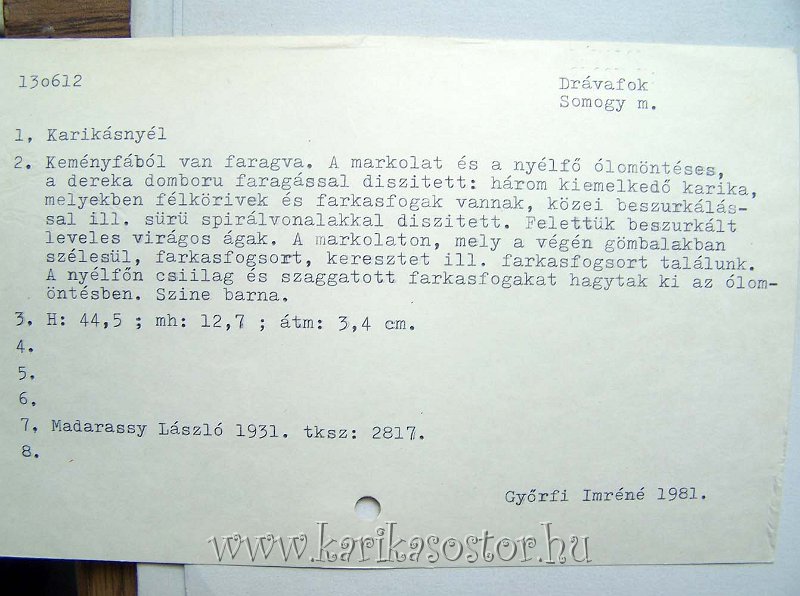 13o612
Drávafok
Somogy m.
1, Karikásnyél
2. Keményfából van faragva. A markolat és a nyélfő ólomöntéses,
a dereka domboru faragással diszitett: három kiemelkedő karika,
melyekben félkörivek és farkasfogak vannak, közei beszurkálás-
sal ill. sürü spirálvonalakkal diszitett. Felettük beszurkált
leveles virágos ágak. A markolaton, mely a végén gömbalakban
szélesül, farkasfogsort, keresztet ill. farkasfogsort találunk.
A nyélfőn csiilag és szaggatott farkasfogakat hagytak ki az ólom-
öntésben. Szine barna.
3. H: 44,5 ; mh: 12,7 ; átm: 3,4 cm.
4.
5.
6.
7. Madarassy László 1931. tksz: 2817.
8.
Győrfi Imréné 1981.
www.karikasostor.hu